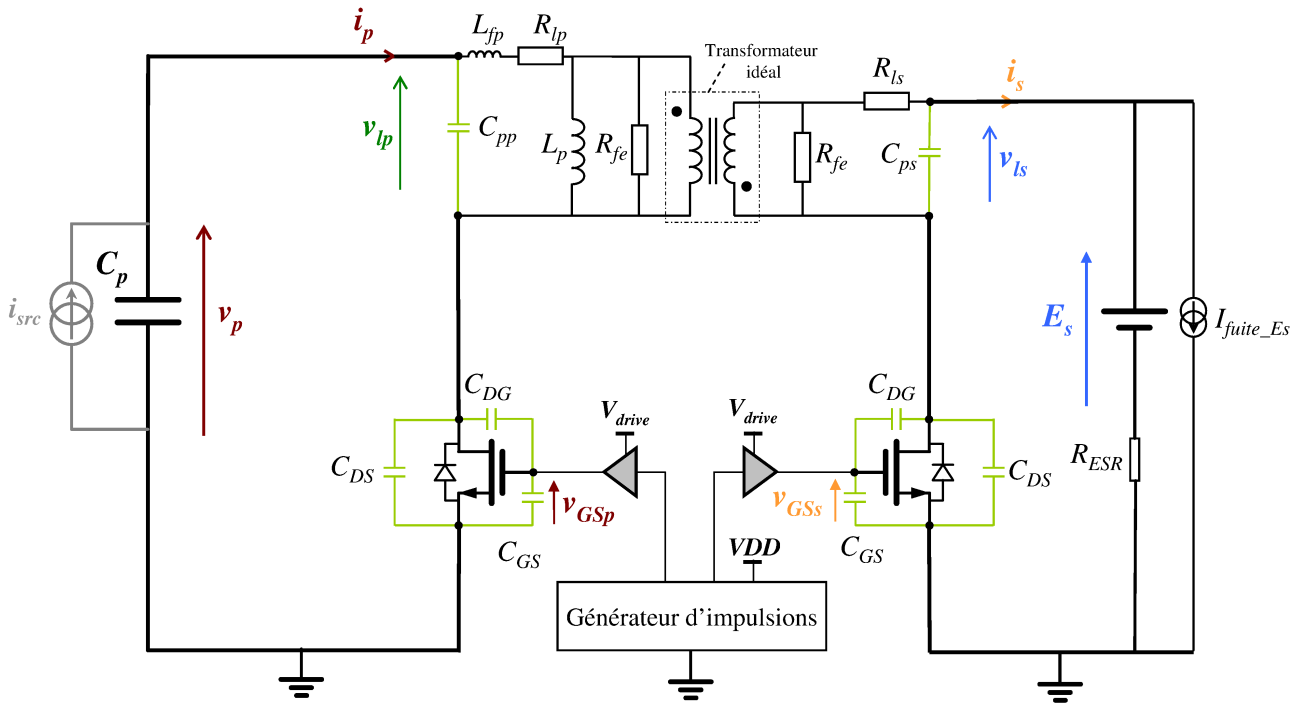 i_p
L_fp
R_lp
Transformateur
idéal
R_ls
i_s
v_lp
C_pp
L_p
R_fe
R_fe
C_ps
v_ls
C_p
i_src
v_p
E_s
I_fuite_Es
C_DG
V_drive
V_drive
C_DG
C_DS
v_GSp
v_GSs
C_DS
R_ESR
C_GS
VDD
C_GS
Générateur d'impulsions